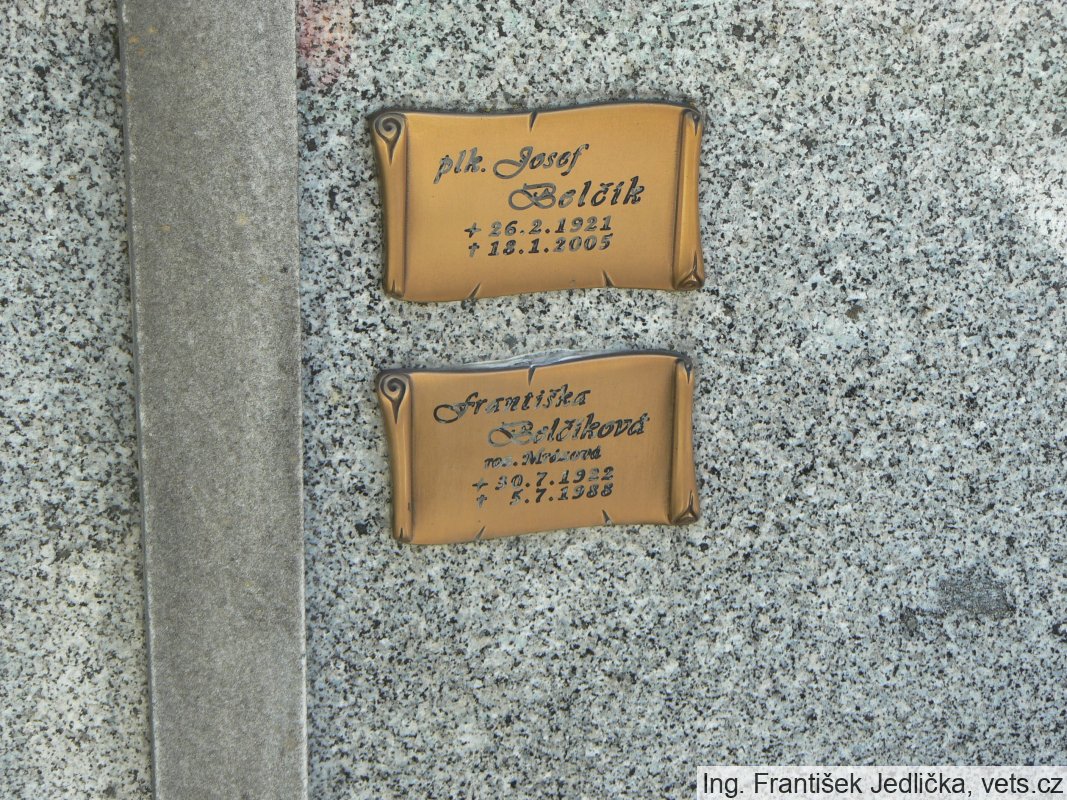 plk. Josef
Belčík
+ 26.2.1921
† 18.1.2005
Františka
Belčíková
roz. Mrázová
+ 30.7.1922
† 5.7.1988
Ing. František Jedlička, vets.cz